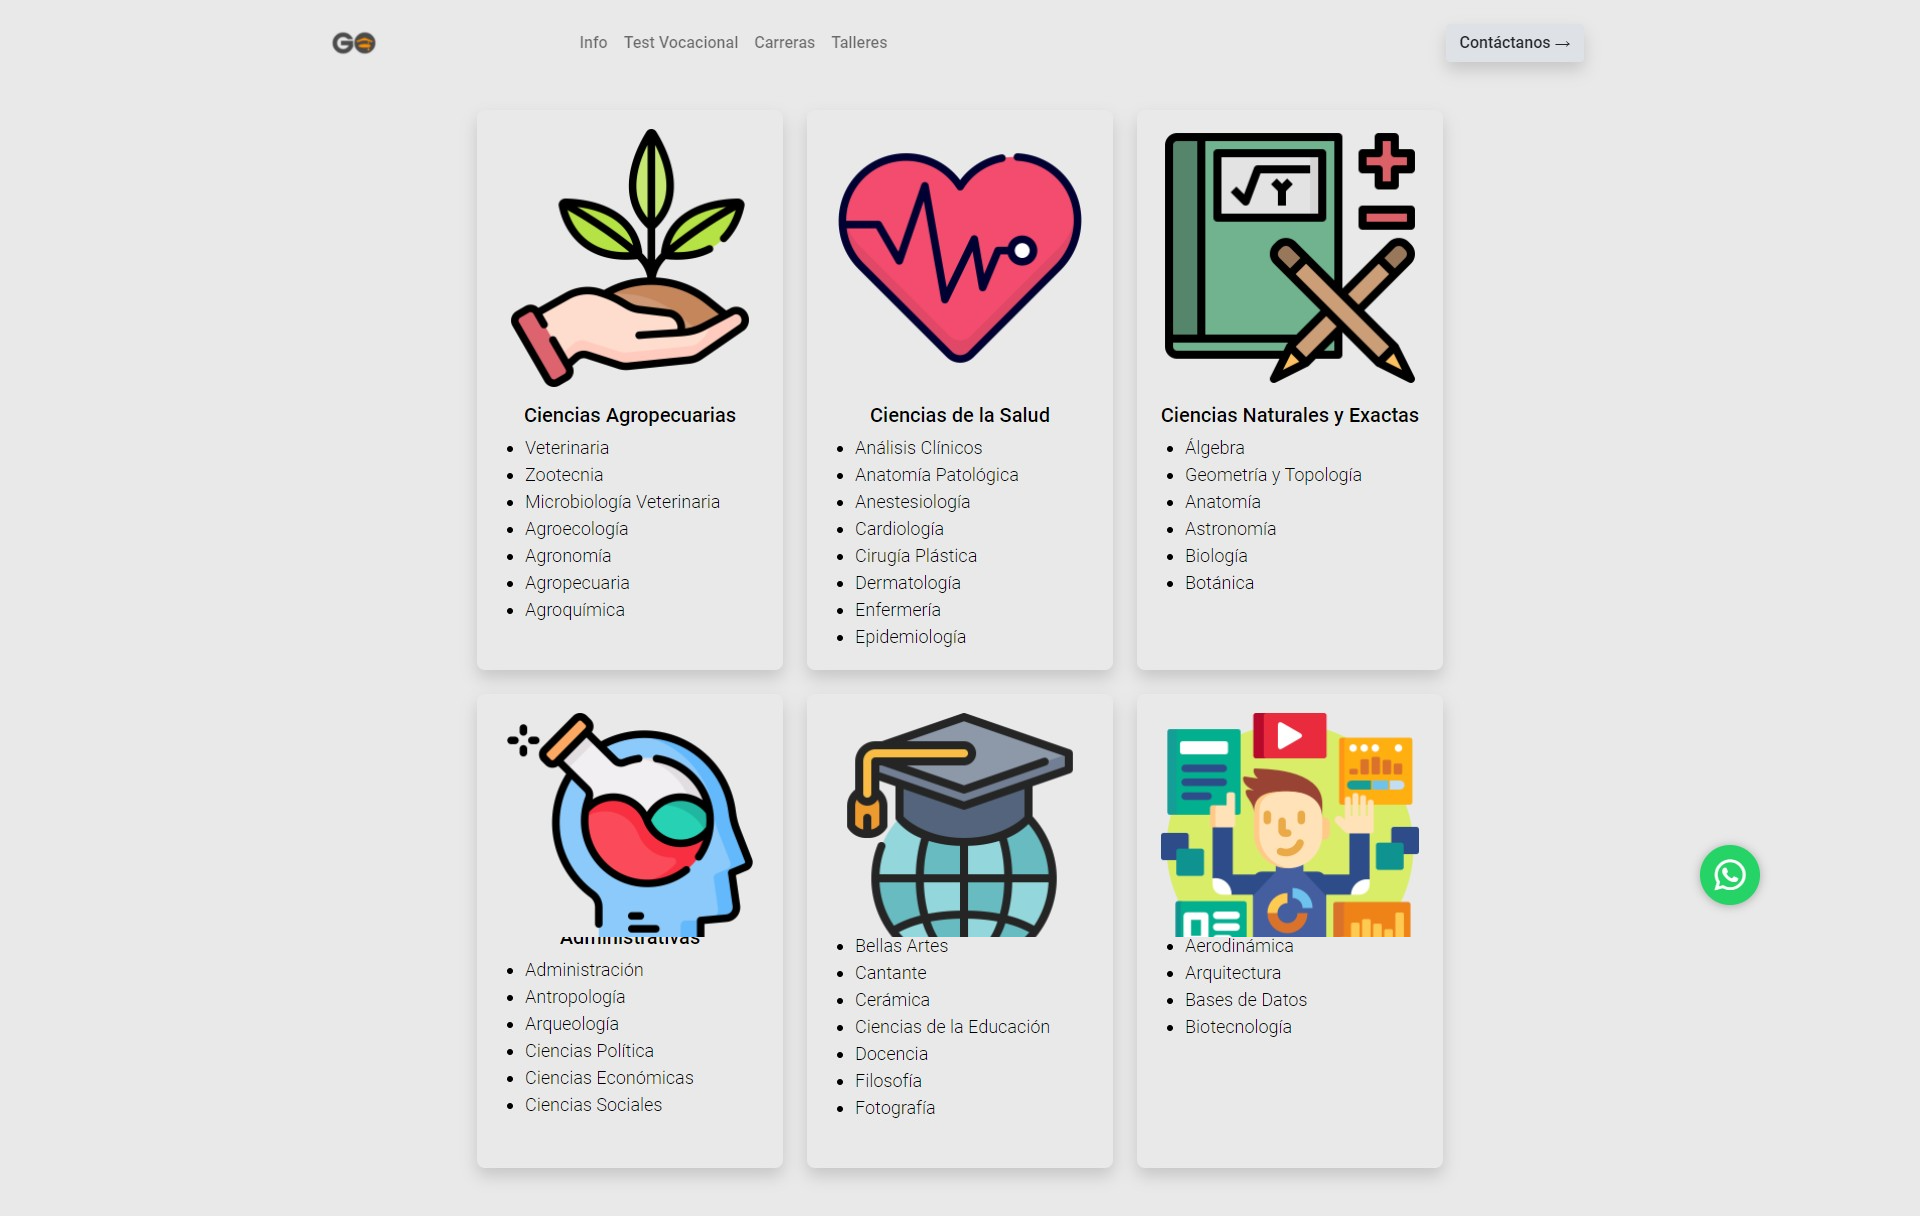 GO
Info
Test Vocacional
Carreras
Talleres
Contáctanos →
Ciencias Agropecuarias
Veterinaria
Zootecnia
Microbiología Veterinaria
Agroecología
Agronomía
Agropecuaria
Agroquímica
Ciencias de la Salud
Análisis Clínicos
Anatomía Patológica
Anestesiología
Cardiología
Cirugía Plástica
Dermatología
Enfermería
Epidemiología
Ciencias Naturales y Exactas
Álgebra
Geometría y Topología
Anatomía
Astronomía
Biología
Botánica
Administrativas
Administración
Antropología
Arqueología
Ciencias Política
Ciencias Económicas
Ciencias Sociales
Bellas Artes
Cantante
Cerámica
Ciencias de la Educación
Docencia
Filosofía
Fotografía
Aerodinámica
Arquitectura
Bases de Datos
Biotecnología